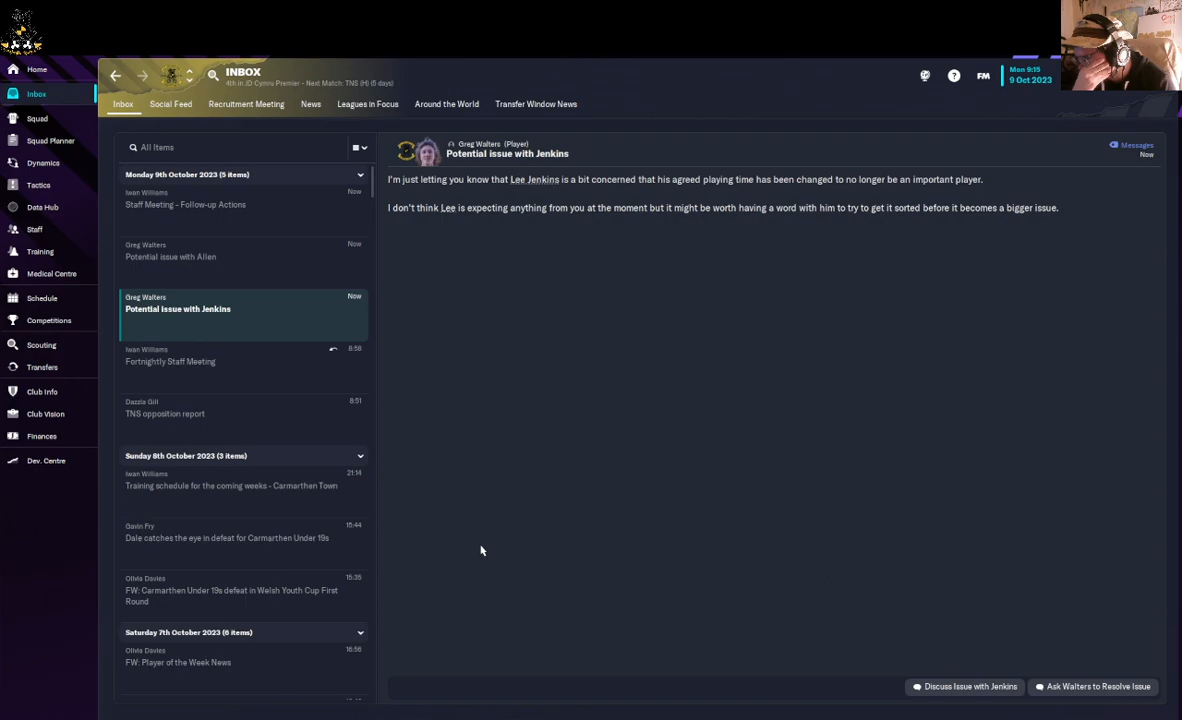 INBOX
4th in JD Cymru Premier - Next Match: TNS (H) (5 days)
FM
Mon 9:15
9 Oct 2023
Inbox
Social Feed
Recruitment Meeting
News
Leagues in Focus
Around the World
Transfer Window News
Home
Inbox
Squad
Squad Planner
Dynamics
Tactics
Data Hub
Staff
Training
Medical Centre
Schedule
Competitions
Scouting
Transfers
Club Info
Club Vision
Finances
Dev. Centre
All Items
Monday 9th October 2023 (5 items)
Iwan Williams Now
Staff Meeting - Follow-up Actions
Greg Walters Now
Potential issue with Allen
Greg Walters Now
Potential issue with Jenkins
Iwan Williams 8:58
Fortnightly Staff Meeting
Dazzla Gill 8:51
TNS opposition report
Sunday 8th October 2023 (3 items)
Iwan Williams 21:14
Training schedule for the coming weeks - Carmarthen Town
Gavin Fry 15:44
Dale catches the eye in defeat for Carmarthen Under 19s
Olivia Davies 15:35
FW: Carmarthen Under 19s defeat in Welsh Youth Cup First
Round
Saturday 7th October 2023 (6 items)
Olivia Davies 16:56
FW: Player of the Week News
Greg Walters (Player)
Potential issue with Jenkins
Messages
Now
I'm just letting you know that Lee Jenkins is a bit concerned that his agreed playing time has been changed to no longer be an important player.
I don't think Lee is expecting anything from you at the moment but it might be worth having a word with him to try to get it sorted before it becomes a bigger issue.
Discuss Issue with Jenkins
Ask Walters to Resolve Issue